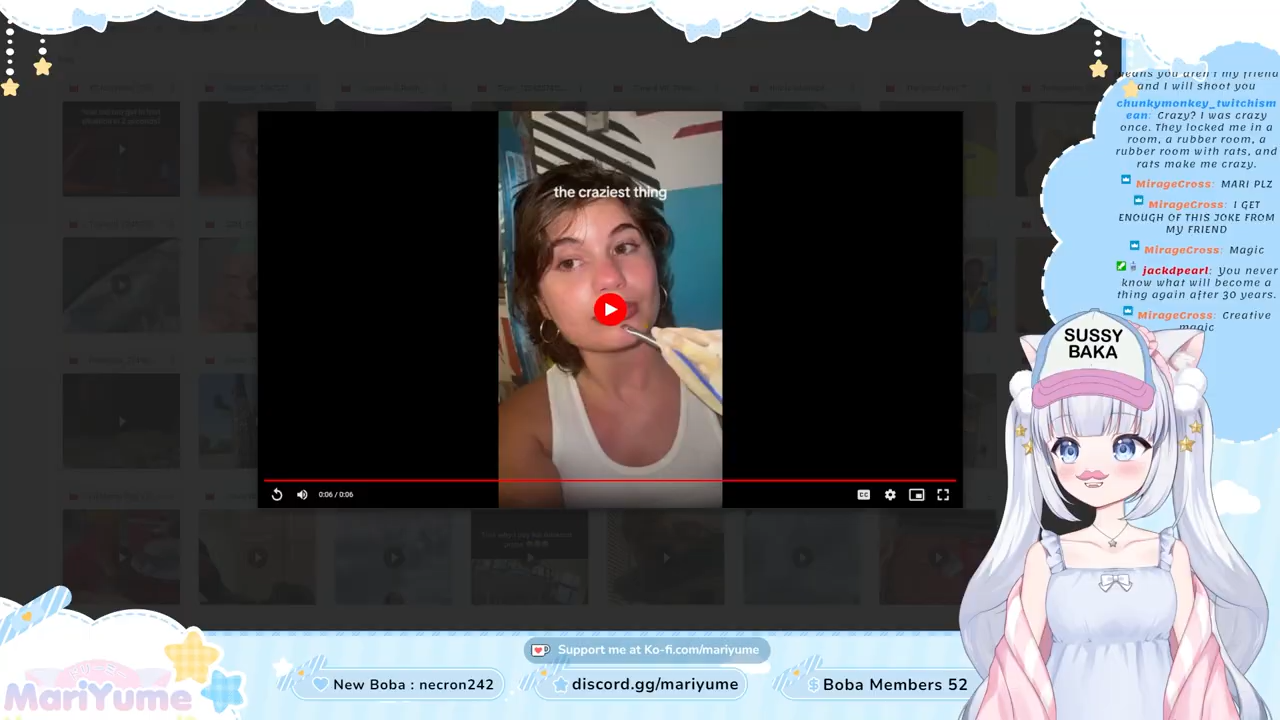 the craziest thing
0:06 / 0:06
CC
means you aren't my friend
and I will shoot you
chunkymonkey_twitchism
ean: Crazy? I was crazy
once. They locked me in a
room, a rubber room, a
rubber room with rats, and
rats make me crazy.
MirageCross: MARI PLZ
MirageCross: I GET
ENOUGH OF THIS JOKE FROM
MY FRIEND
MirageCross: Magic
jackdpearl: You never
know what will become a
thing again after 30 years.
MirageCross: Creative
magic
SUSSY
BAKA
Support me at Ko-fi.com/mariyume
MariYume
New Boba : necron242
discord.gg/mariyume
$ Boba Members 52